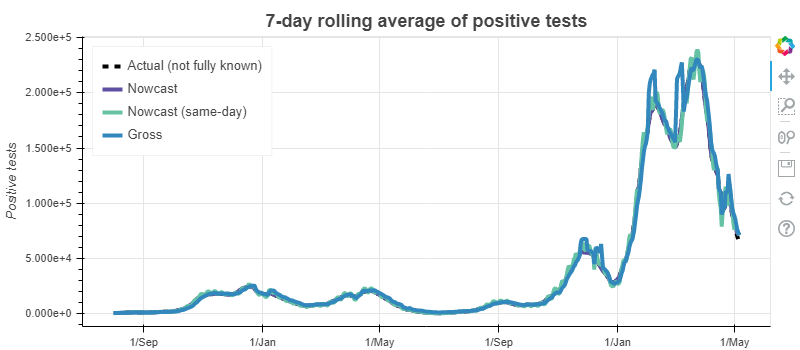 7-day rolling average of positive tests
2.500e+5
2.000e+5
1.500e+5
1.000e+5
5.000e+4
0.000e+0
Positive tests
Actual (not fully known)
Nowcast
Nowcast (same-day)
Gross
1/Sep
1/Jan
1/May
1/Sep
1/Jan
1/May